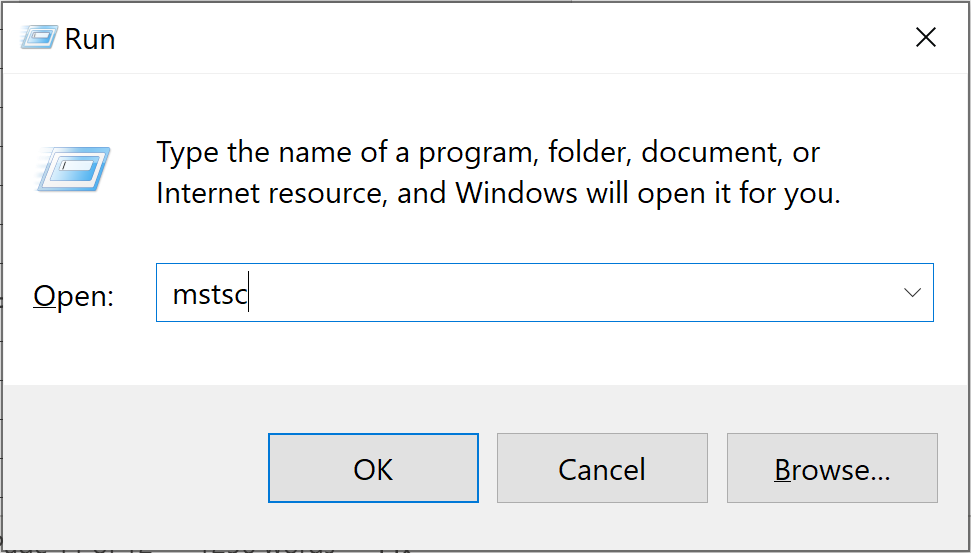 Run
Type the name of a program, folder, document, or
Internet resource, and Windows will open it for you.
Open:
mstsc
OK
Cancel
Browse...